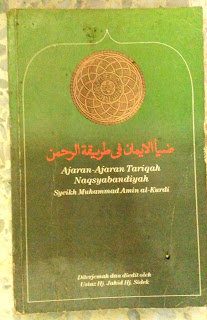 ضياء الايمان في طريقة الرحمن
Ajaran-Ajaran Tariqah
Naqsyabandiyah
Syeikh Muhammad Amin al-Kurdi
Diterjemah dan diedit oleh
Ustaz Hj. Jahid Hj. Sidek